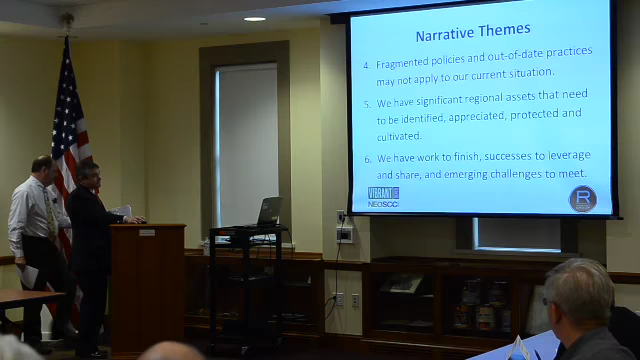 Narrative Themes
4. Fragmented policies and out-of-date practices
may not apply to our current situation.
5. We have significant regional assets that need
to be identified, appreciated, protected and
cultivated.
6. We have work to finish, successes to leverage
and share, and emerging challenges to meet.
VIBRANT
NEOSCC
R